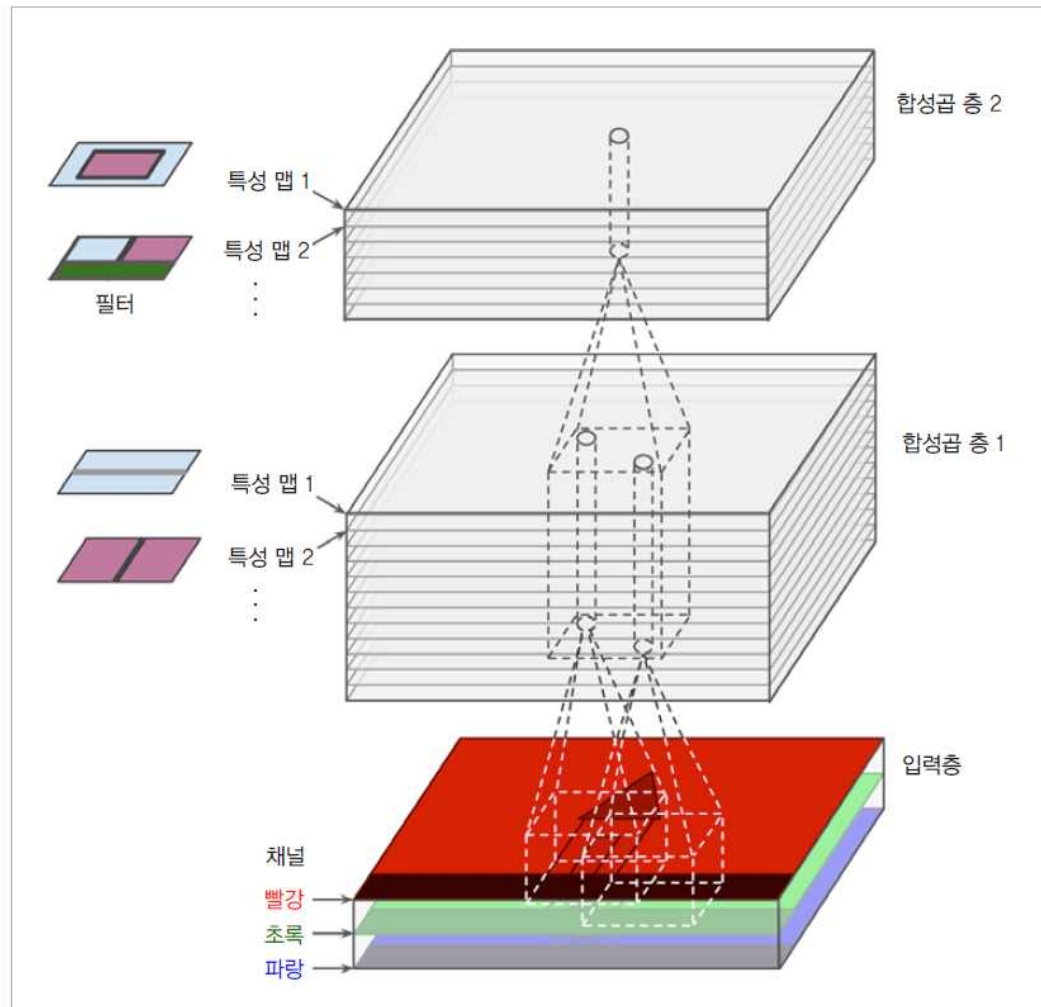 합성곱 층 2
특성 맵 1
특성 맵 2
⋮
필터
합성곱 층 1
특성 맵 1
특성 맵 2
⋮
입력층
채널
빨강
초록
파랑